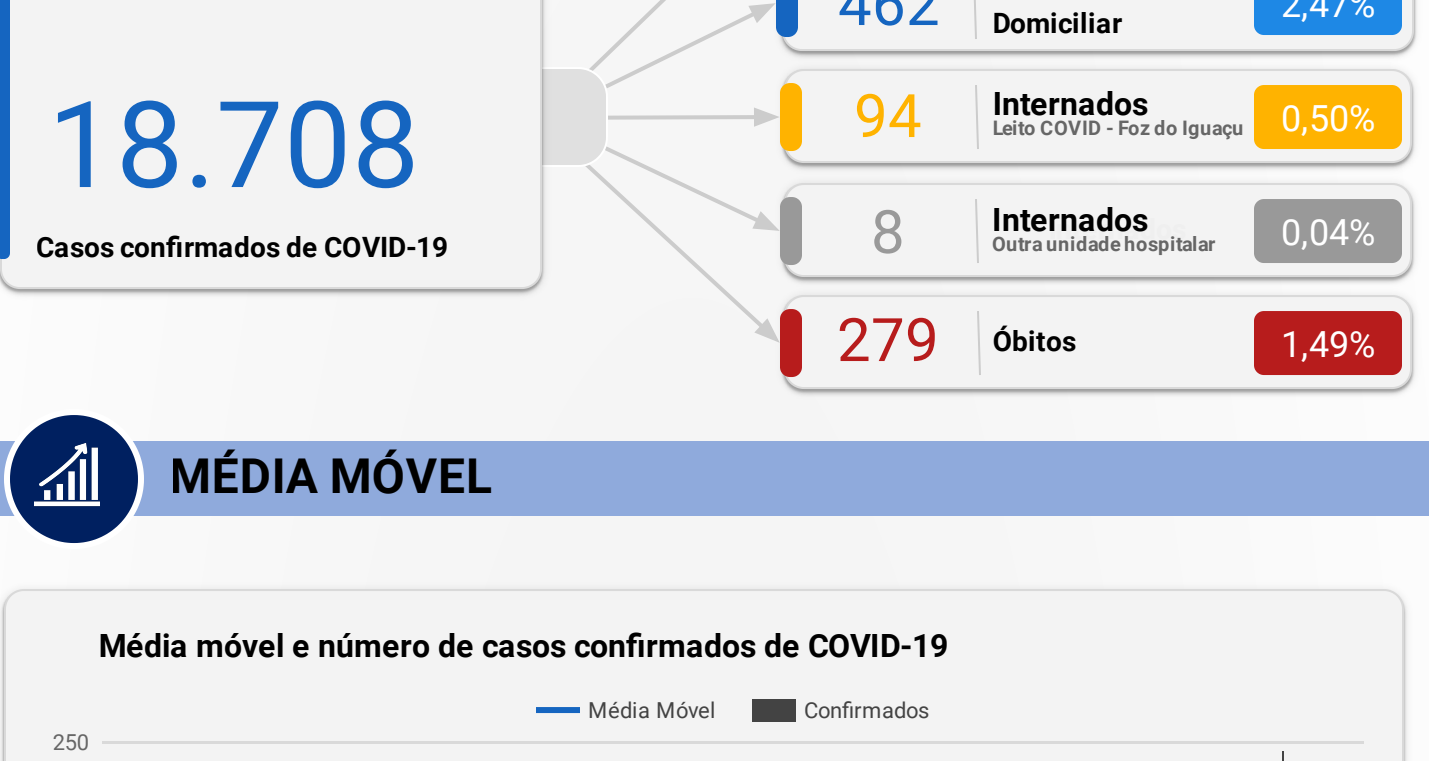 462
Domiciliar
2,47%
18.708
Casos confirmados de COVID-19
94
Internados
Leito COVID - Foz do Iguaçu
0,50%
8
Internados
Outra unidade hospitalar
0,04%
279
Óbitos
1,49%
MÉDIA MÓVEL
Média móvel e número de casos confirmados de COVID-19
Média Móvel
Confirmados
250